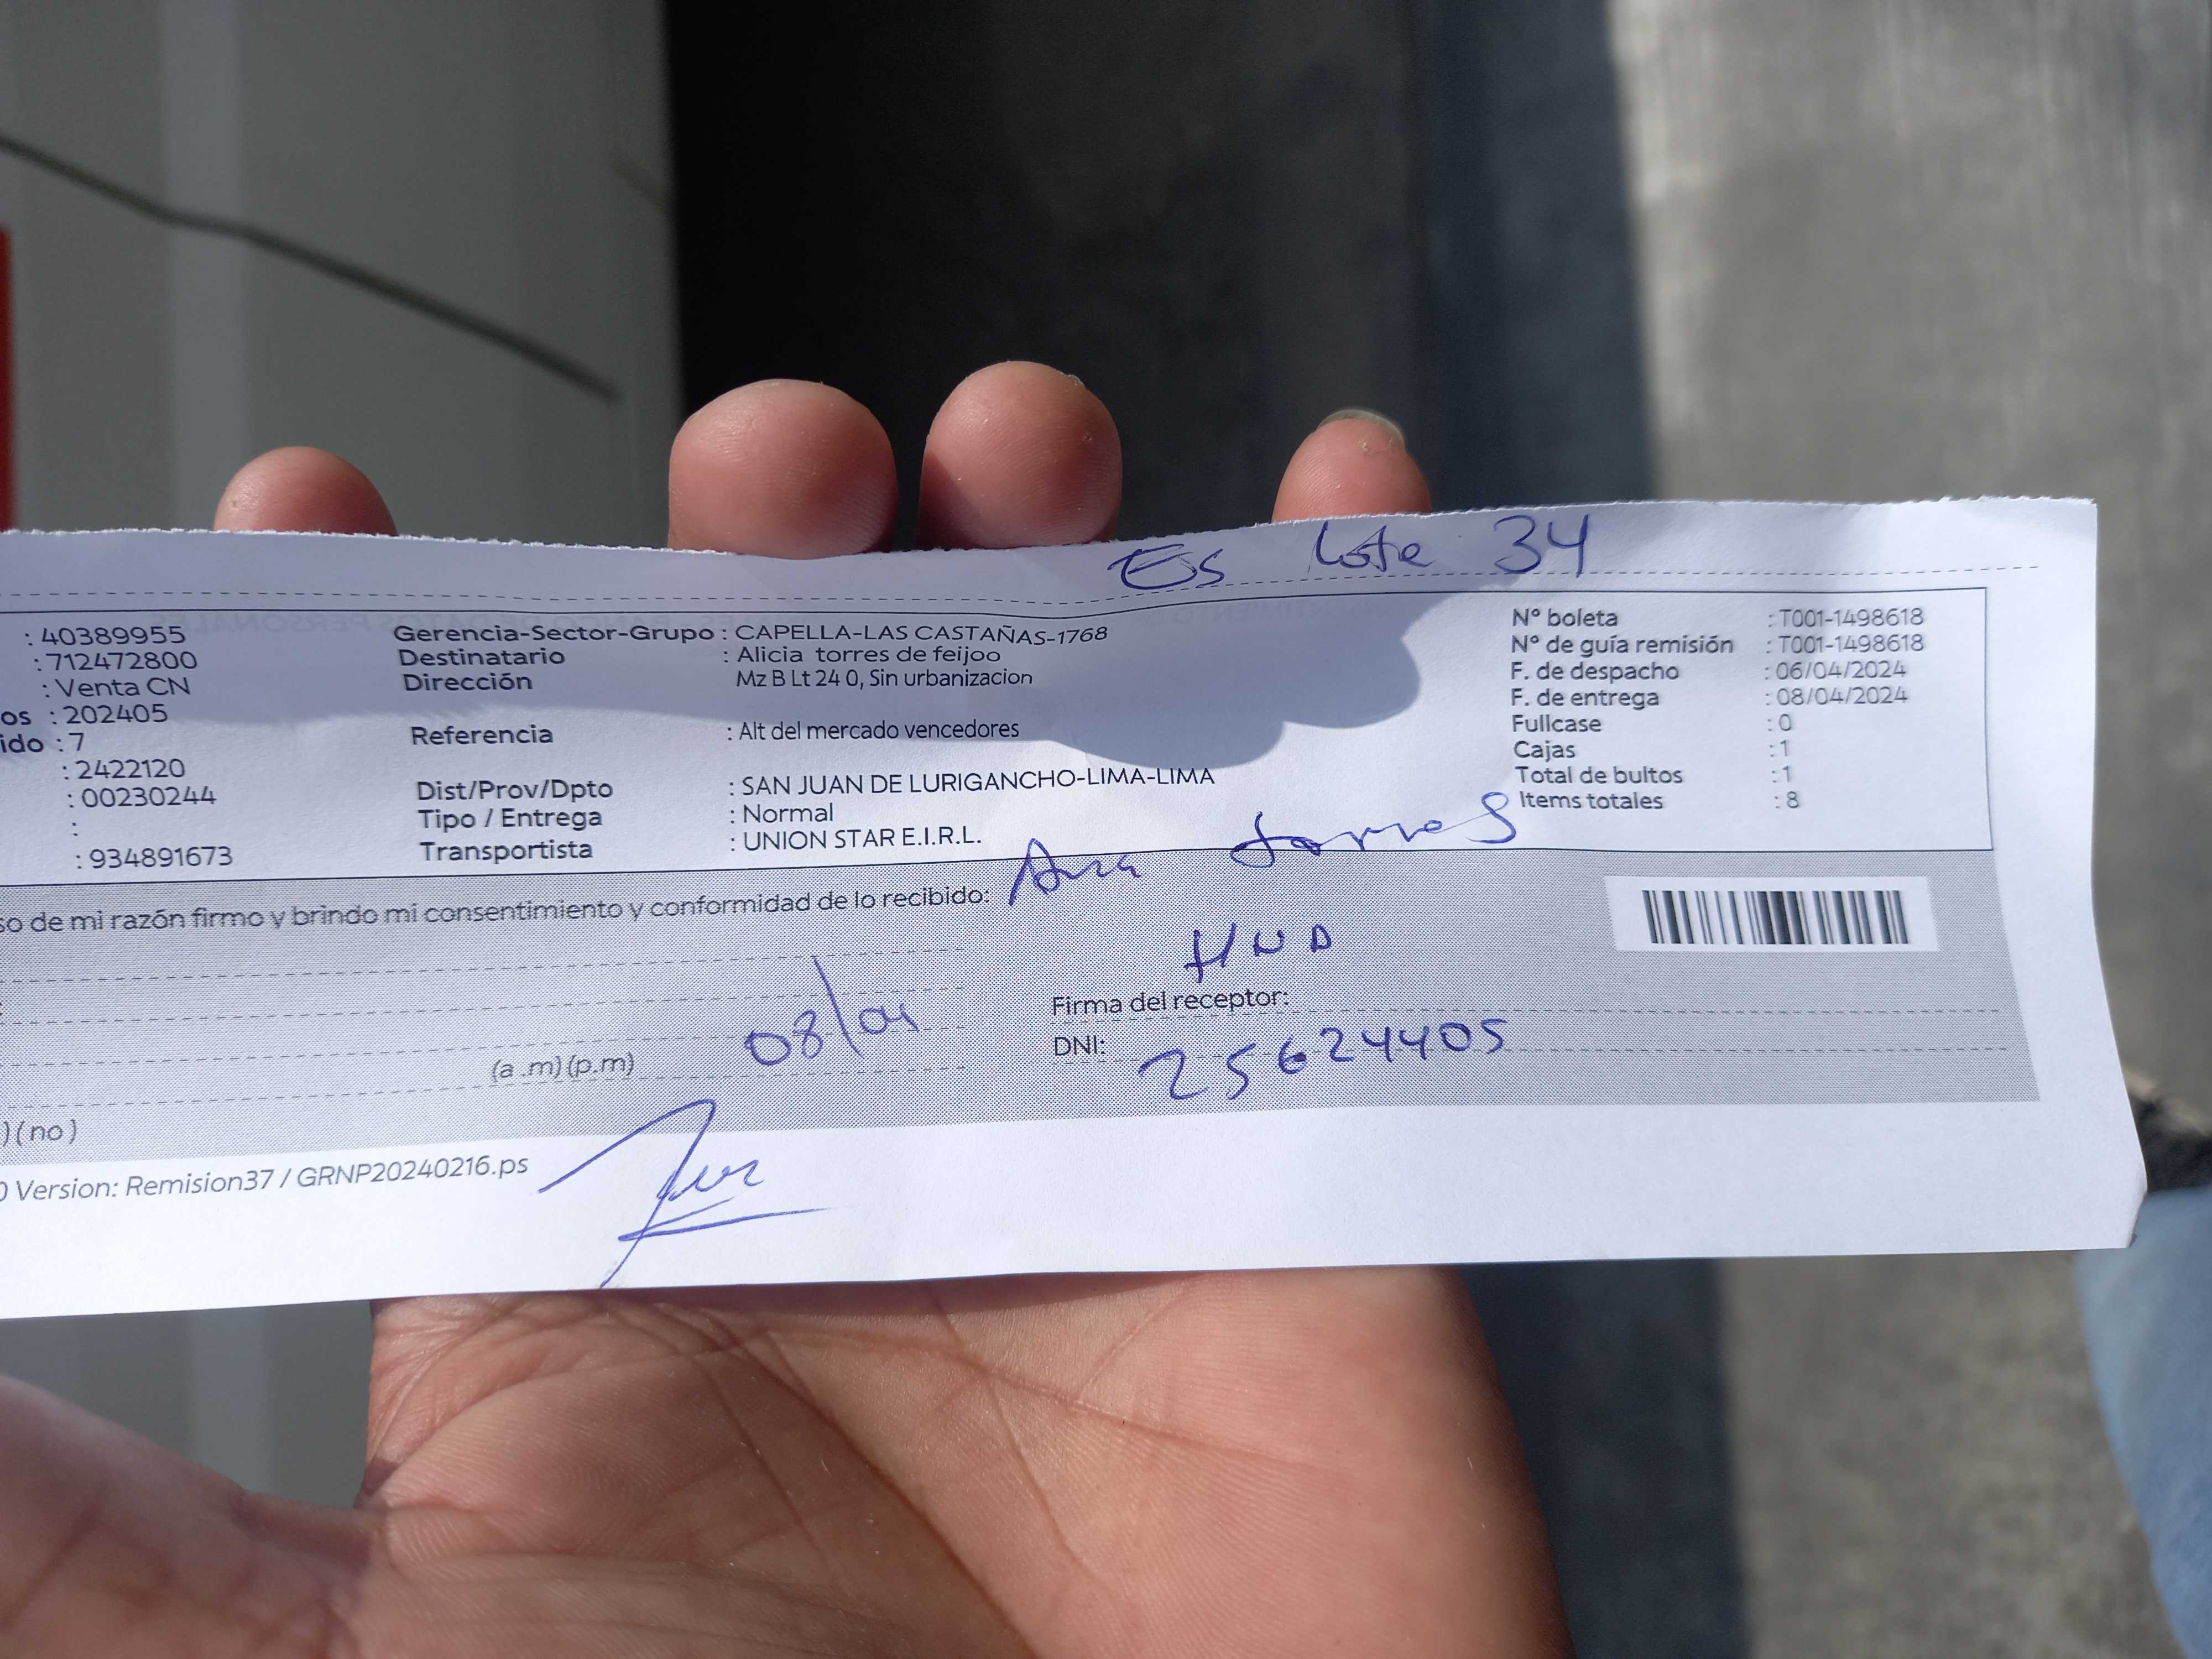 Es lote 34
: 40389955
: 712472800
: Venta CN
os : 202405
ido : 7
: 2422120
: 00230244
:
: 934891673
Gerencia-Sector-Grupo : CAPELLA-LAS CASTAÑAS-1768
Destinatario : Alicia torres de feijoo
Dirección Mz B Lt 24 0, Sin urbanizacion
Referencia : Alt del mercado vencedores
Dist/Prov/Dpto : SAN JUAN DE LURIGANCHO-LIMA-LIMA
Tipo / Entrega : Normal
Transportista : UNION STAR E.I.R.L.
N° boleta : T001-1498618
N° de guía remisión : T001-1498618
F. de despacho : 06/04/2024
F. de entrega : 08/04/2024
Fullcase : 0
Cajas : 1
Total de bultos : 1
Items totales : 8
so de mi razón firmo y brindo mi consentimiento y conformidad de lo recibido: Ana torres
HNA
Firma del receptor:
DNI: 25624405
(a .m) (p.m) 08/04
) ( no )
0 Version: Remision37 / GRNP20240216.ps